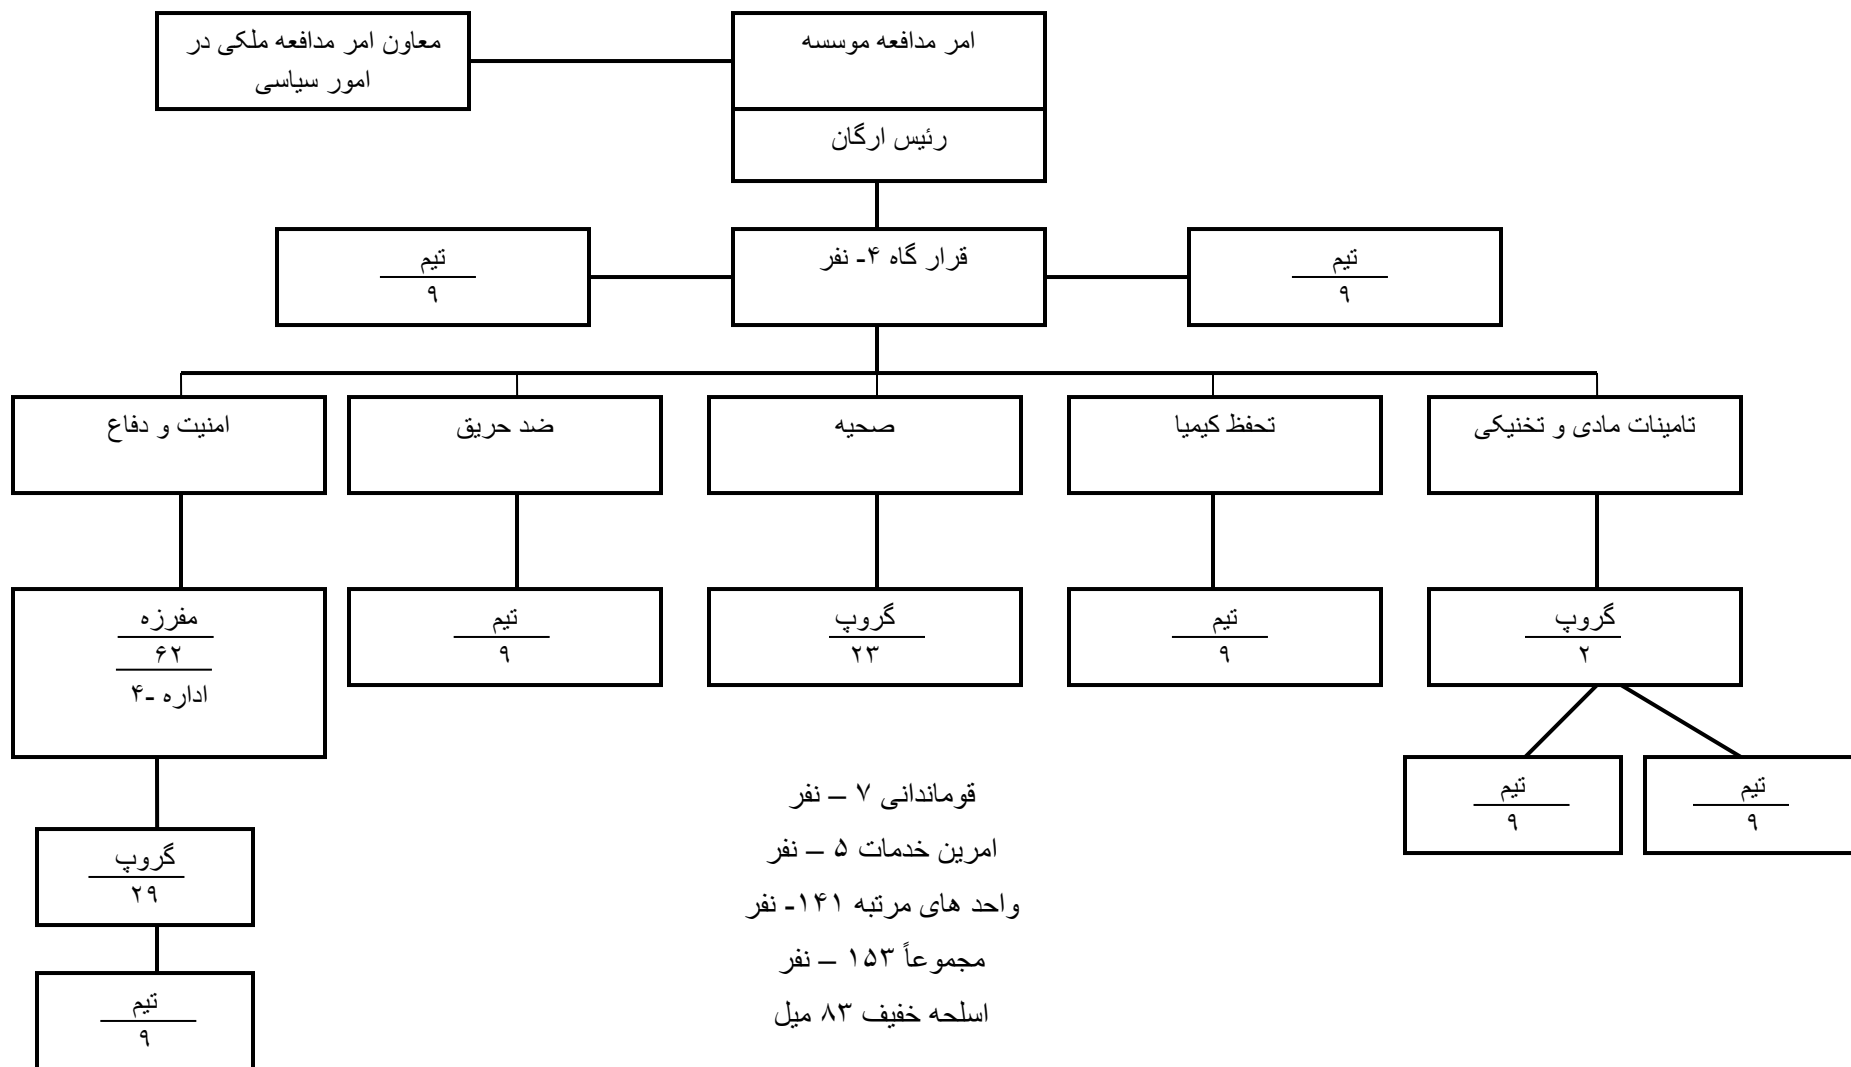 امر مدافعه موسسه
معاون امر مدافعه ملکی در
امور سیاسی
رئیس ارگان
تیم
۹
قرار گاه ۴- نفر
تیم
۹
تامینات مادی و تخنیکی
تحفظ کیمیا
صحیه
ضد حریق
امنیت و دفاع
گروپ
۲
تیم
۹
گروپ
۲۳
تیم
۹
مفرزه
۶۲
اداره -۴
تیم
۹
تیم
۹
قوماندانی ۷ – نفر
امرین خدمات ۵ – نفر
واحد های مرتبه ۱۴۱- نفر
مجموعاً ۱۵۳ – نفر
اسلحه خفیف ۸۳ میل
گروپ
۲۹
تیم
۹